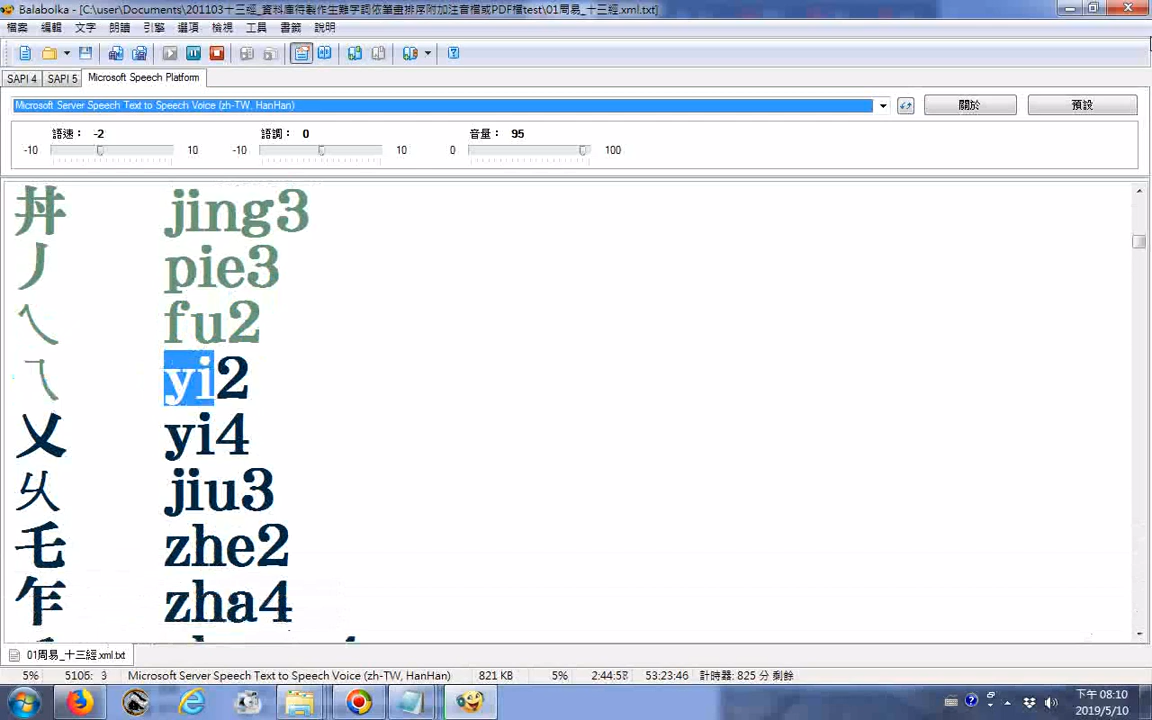 Balabolka - [C:\user\Documents\201103十三經_資料庫待製作生難字詞依筆畫排序附加注音檔或PDF檔test\01周易_十三經.xml.txt]
檔案 編輯 文字 朗讀 引擎 選項 檢視 工具 書籤 說明
SAPI 4 SAPI 5 Microsoft Speech Platform
Microsoft Server Speech Text to Speech Voice (zh-TW, HanHan) 關於 預設
語速： -2 語調： 0 音量： 95
-10 10 -10 10 0 100
丼 jing3
丿 pie3
乀 fu2
乁 yi2
乂 yi4
乆 jiu3
乇 zhe2
乍 zha4
01周易_十三經.xml.txt
5% 5105: 3 Microsoft Server Speech Text to Speech Voice (zh-TW, HanHan) 821 KB 5% 2:44:58 53:23:46 計時器: 825 分 剩餘
下午 08:10
2019/5/10